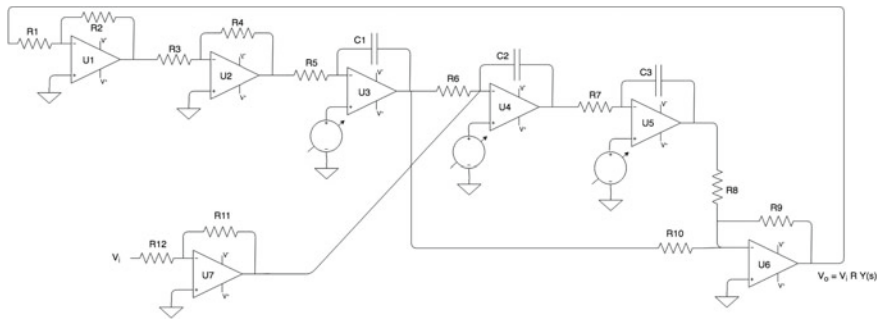 R1
R2
U1
V-
V+
R3
R4
U2
V-
V+
R5
C1
U3
V-
V+
R6
C2
U4
V-
V+
R7
C3
U5
V-
V+
R8
R9
R10
U6
V-
V+
Vo = Vi R Y(s)
Vi
R12
R11
U7
V-
V+